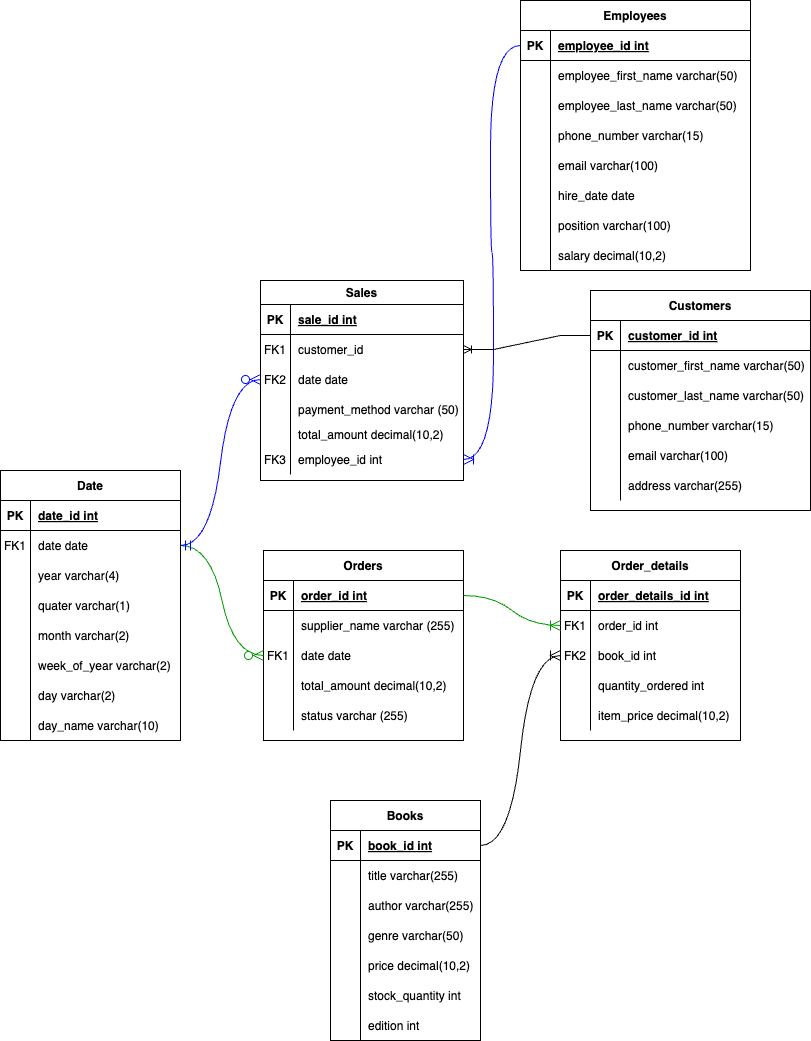 Employees
PK employee_id int
employee_first_name varchar(50)
employee_last_name varchar(50)
phone_number varchar(15)
email varchar(100)
hire_date date
position varchar(100)
salary decimal(10,2)
Sales
PK sale_id int
FK1 customer_id
FK2 date date
payment_method varchar (50)
total_amount decimal(10,2)
FK3 employee_id int
Customers
PK customer_id int
customer_first_name varchar(50)
customer_last_name varchar(50)
phone_number varchar(15)
email varchar(100)
address varchar(255)
Date
PK date_id int
FK1 date date
year varchar(4)
quater varchar(1)
month varchar(2)
week_of_year varchar(2)
day varchar(2)
day_name varchar(10)
Orders
PK order_id int
supplier_name varchar (255)
FK1 date date
total_amount decimal(10,2)
status varchar (255)
Order_details
PK order_details_id int
FK1 order_id int
FK2 book_id int
quantity_ordered int
item_price decimal(10,2)
Books
PK book_id int
title varchar(255)
author varchar(255)
genre varchar(50)
price decimal(10,2)
stock_quantity int
edition int